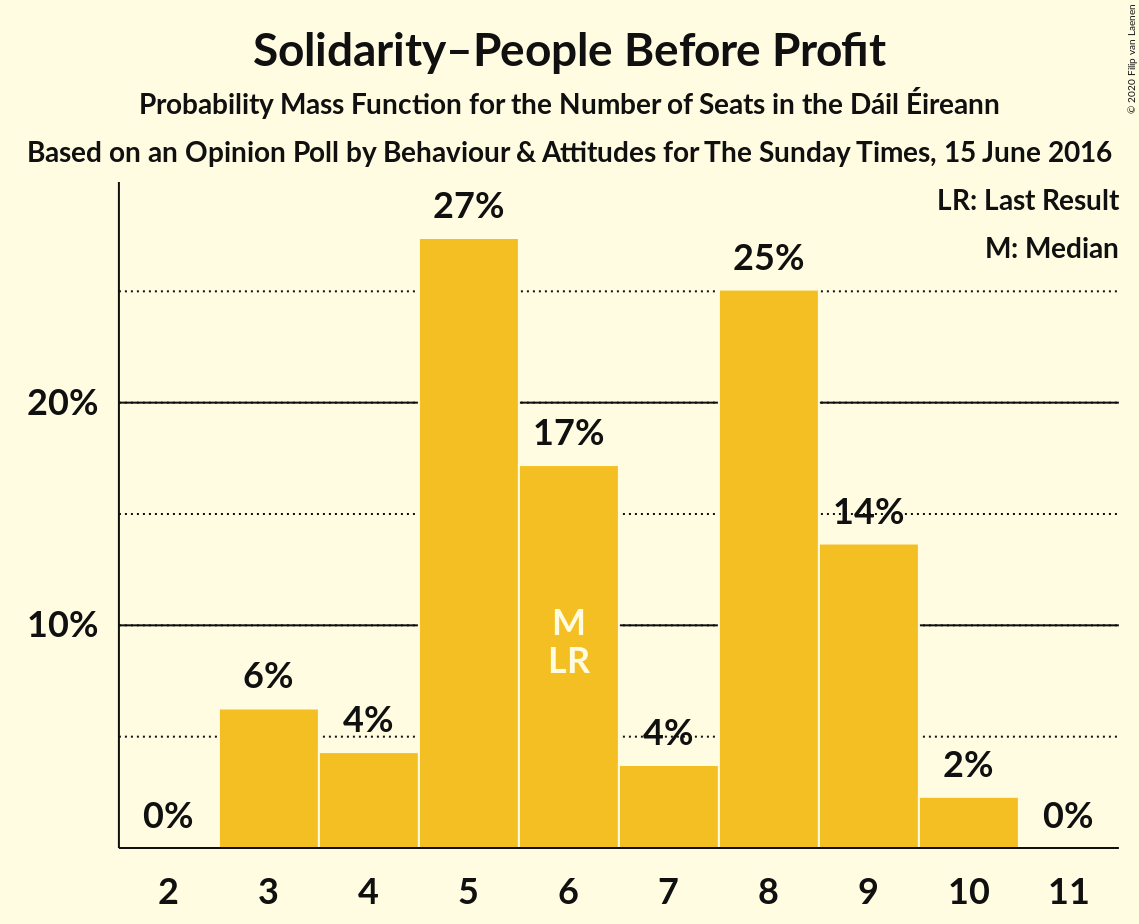 Solidarity–People Before Profit
Probability Mass Function for the Number of Seats in the Dáil Éireann
Based on an Opinion Poll by Behaviour & Attitudes for The Sunday Times, 15 June 2016
© 2020 Filip van Laenen
LR: Last Result
M: Median
27%
25%
20%
17%
14%
10%
M
LR
6%
4%
4%
2%
0%
0%
2 3 4 5 6 7 8 9 10 11